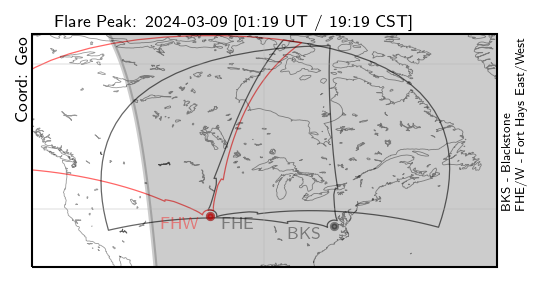 Flare Peak: 2024-03-09 [01:19 UT / 19:19 CST]
Coord: Geo
FHW
FHE
BKS
BKS - Blackstone
FHE/W - Fort Hays East/West